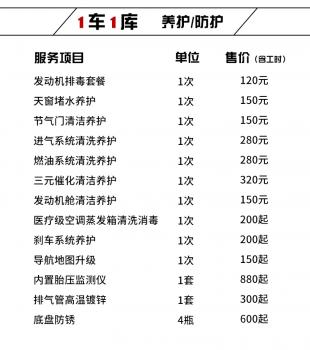 1车1库 养护/防护
服务项目 单位 售价（含工时）
发动机排毒套餐 1次 120元
天窗堵水养护 1次 150元
节气门清洁养护 1次 150元
进气系统清洗养护 1次 280元
燃油系统清洗养护 1次 280元
三元催化清洁养护 1次 320元
发动机舱清洁养护 1次 150元
医疗级空调蒸发箱清洗消毒 1次 200起
刹车系统养护 1次 200起
导航地图升级 1次 150起
内置胎压监测仪 1套 880起
排气管高温镀锌 1套 300起
底盘防锈 4瓶 600起